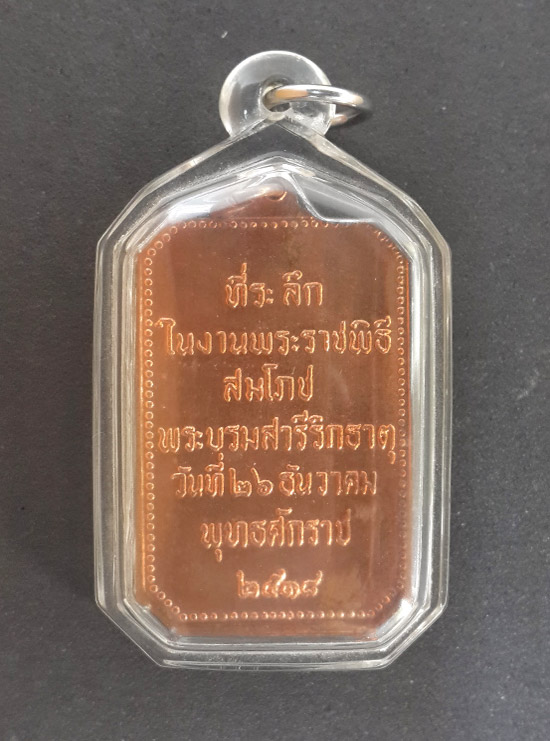 ที่ระลึก
ในงานพระราชพิธี
สมโภช
พระบรมสารีริกธาตุ
วันที่ ๒๖ ธันวาคม
พุทธศักราช
๒๕๑๘